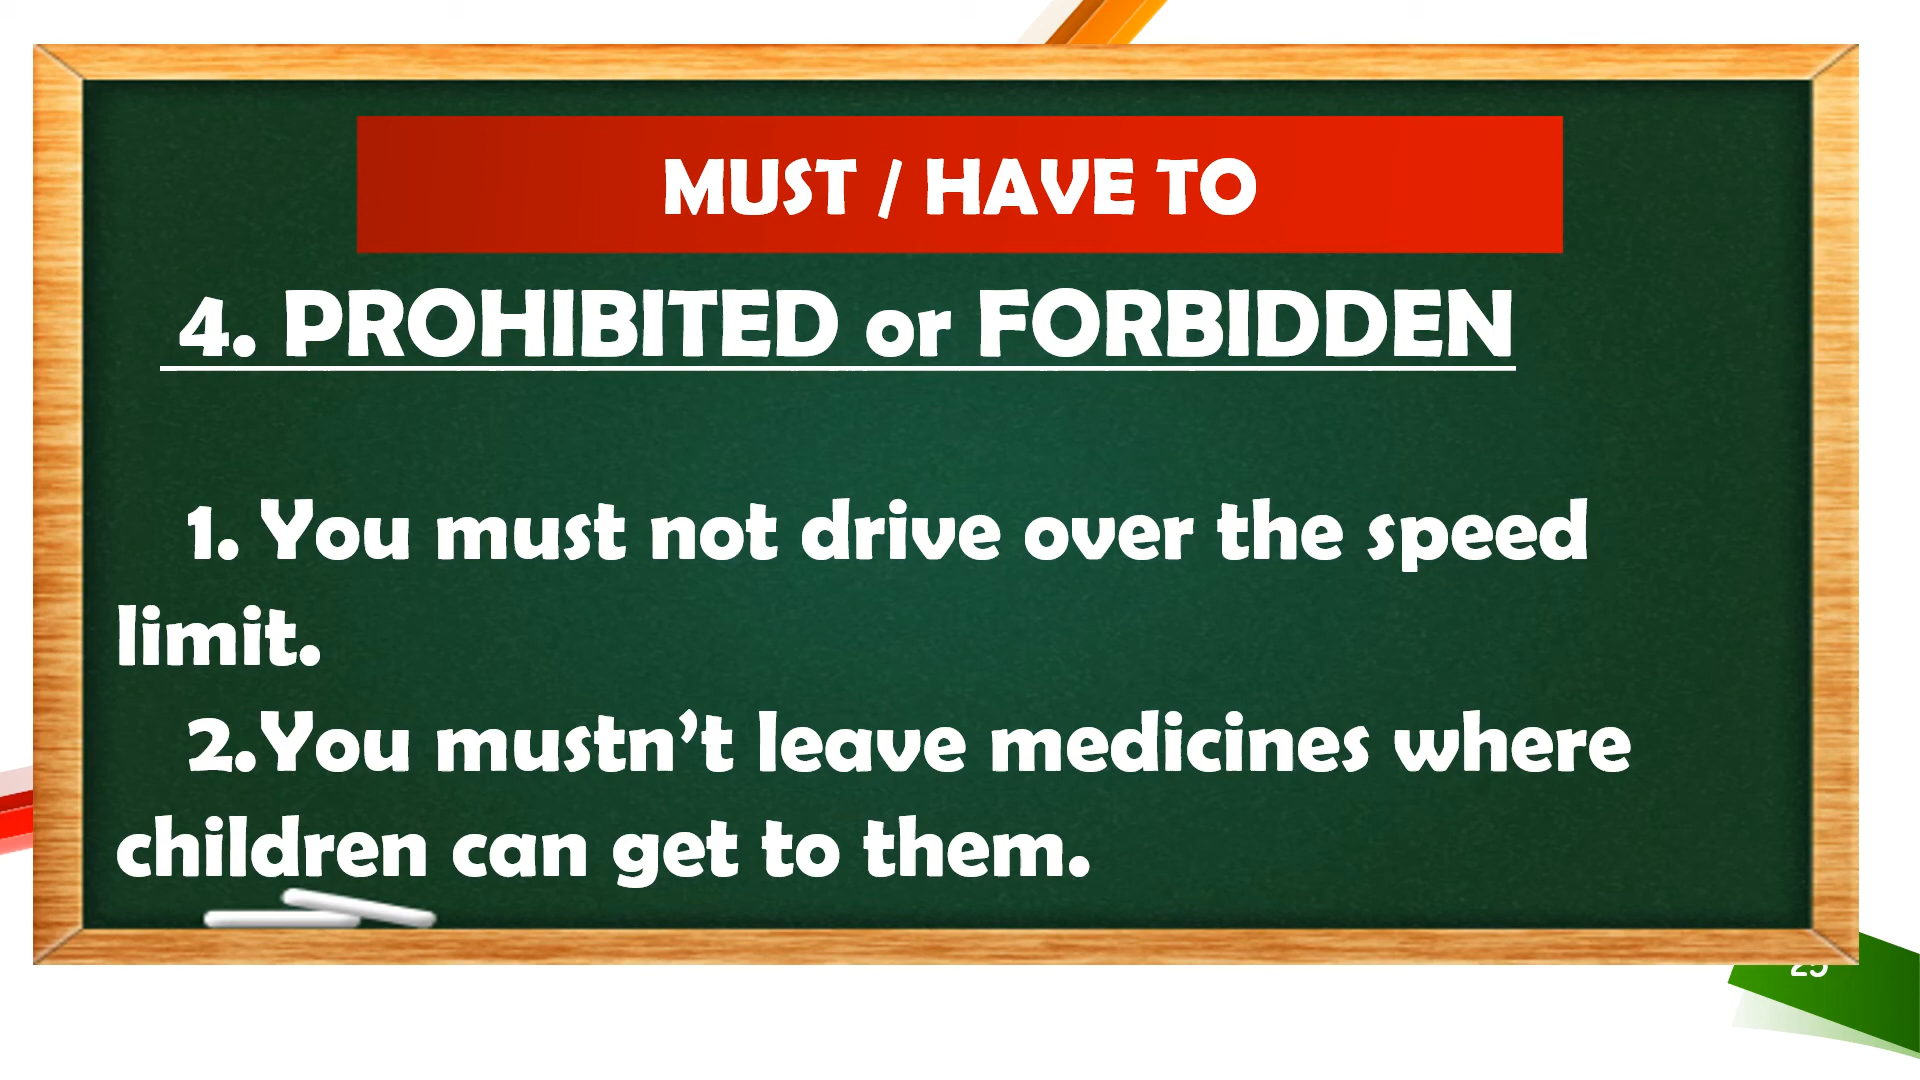 MUST / HAVE TO
4. PROHIBITED or FORBIDDEN
1. You must not drive over the speed
limit.
2.You mustn’t leave medicines where
children can get to them.
25